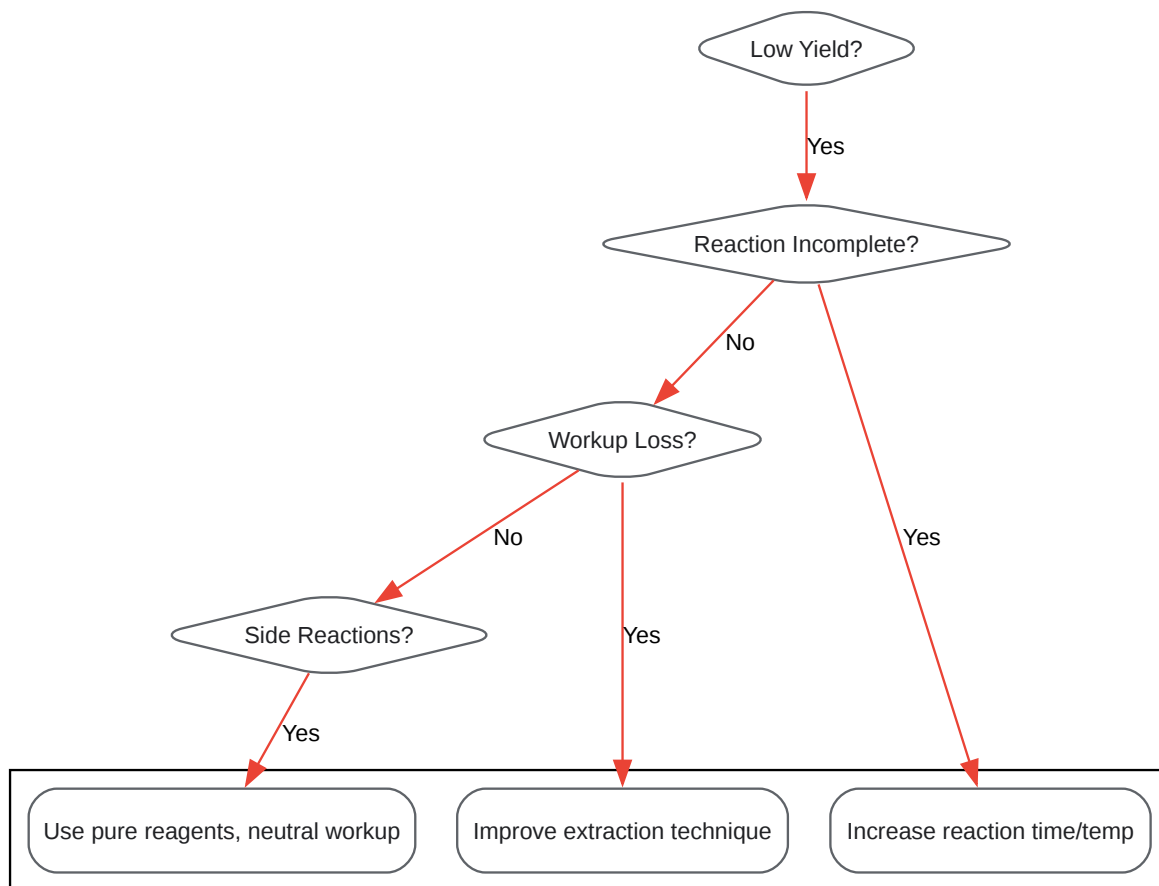 Low Yield?
Yes
Reaction Incomplete?
No
Workup Loss?
No
Yes
Side Reactions?
Yes
Yes
Use pure reagents, neutral workup
Improve extraction technique
Increase reaction time/temp